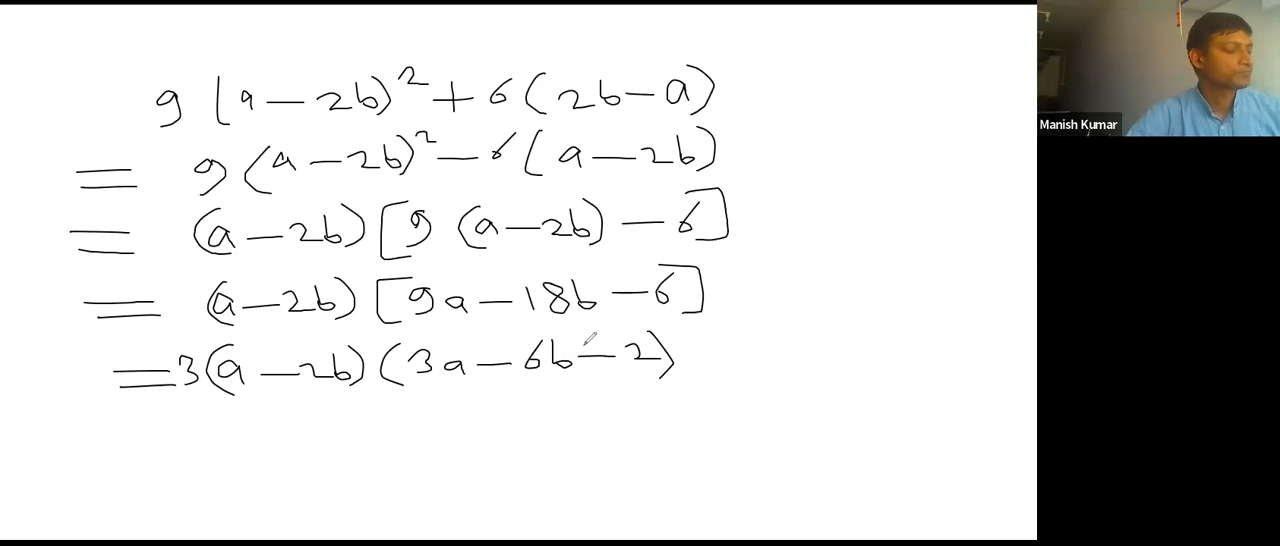 9(a-2b)²+6(2b-a)
= 9(a-2b)²-6(a-2b)
= (a-2b)[9(a-2b)-6]
= (a-2b)[9a-18b-6]
=3(a-2b)(3a-6b-2)
Manish Kumar